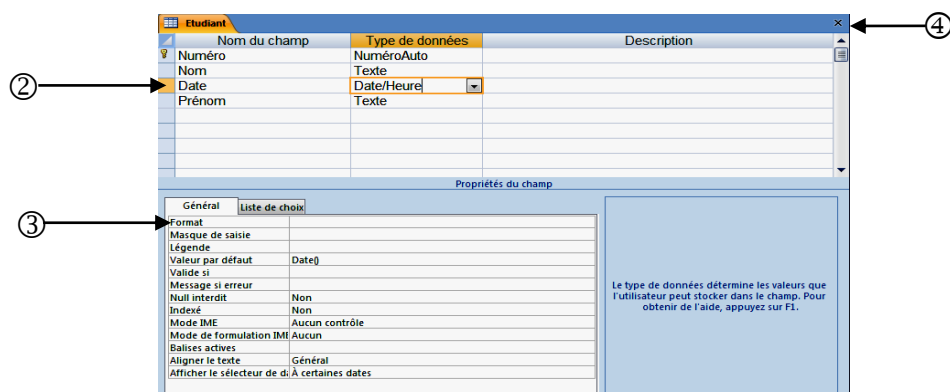 Etudiant ×
④
Nom du champ Type de données Description
Numéro NuméroAuto
Nom Texte
② Date Date/Heure
Prénom Texte
Propriétés du champ
Général Liste de choix
③ Format
Masque de saisie
Légende
Valeur par défaut Date()
Valide si
Message si erreur
Null interdit Non
Indexé Non
Mode IME Aucun contrôle
Mode de formulation IME Aucun
Balises actives
Aligner le texte Général
Afficher le sélecteur de da À certaines dates
Le type de données détermine les valeurs que
l'utilisateur peut stocker dans le champ. Pour
obtenir de l'aide, appuyez sur F1.